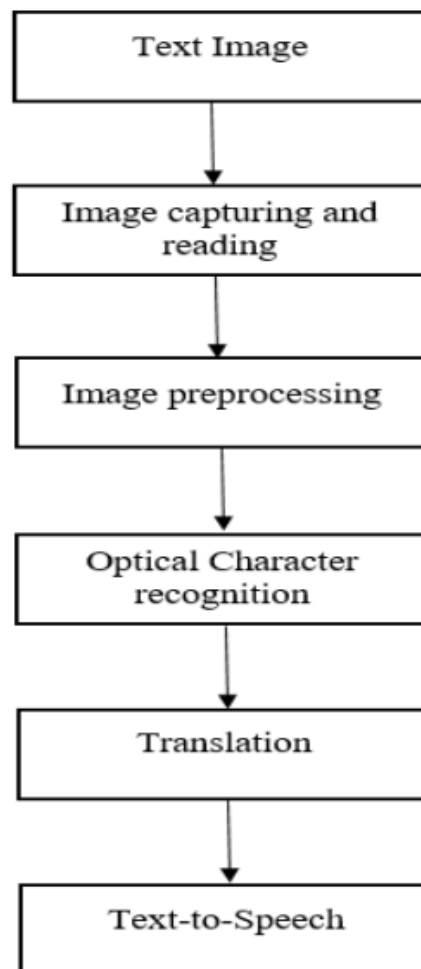 Text Image
Image capturing and
reading
Image preprocessing
Optical Character
recognition
Translation
Text-to-Speech